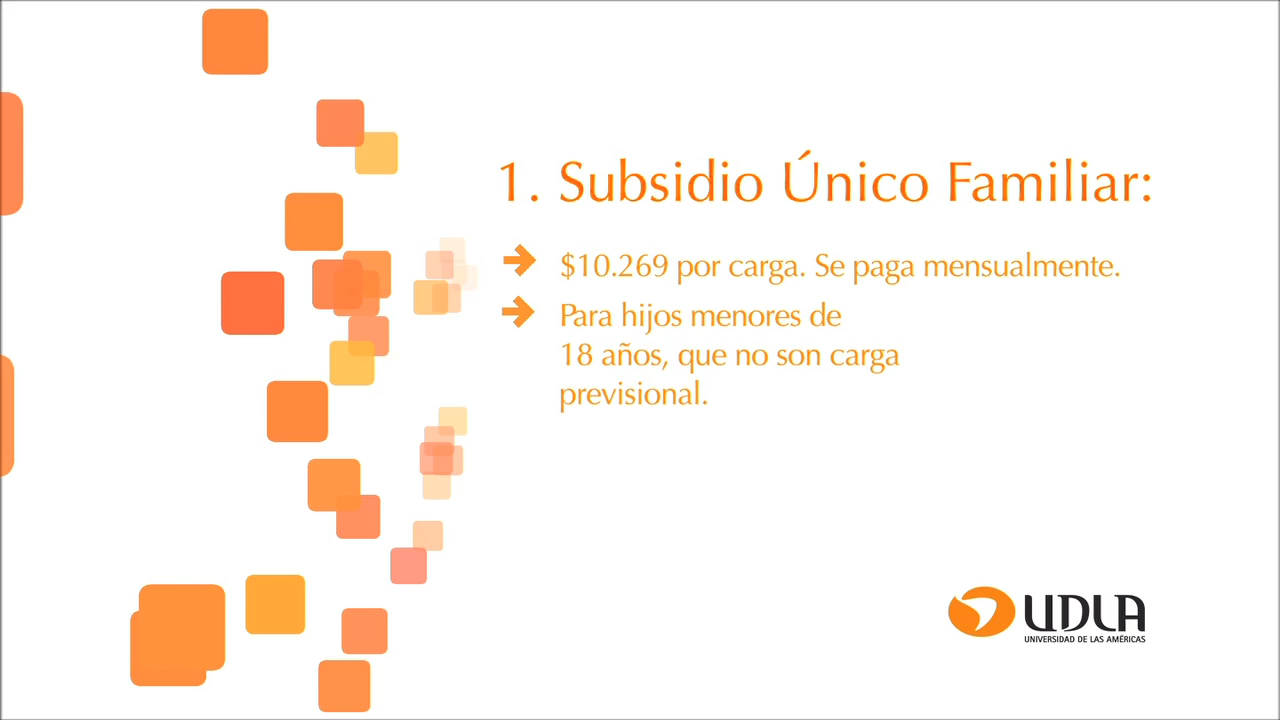 1. Subsidio Único Familiar:
$10.269 por carga. Se paga mensualmente.
Para hijos menores de
18 años, que no son carga
previsional.
UDLA
UNIVERSIDAD DE LAS AMÉRICAS